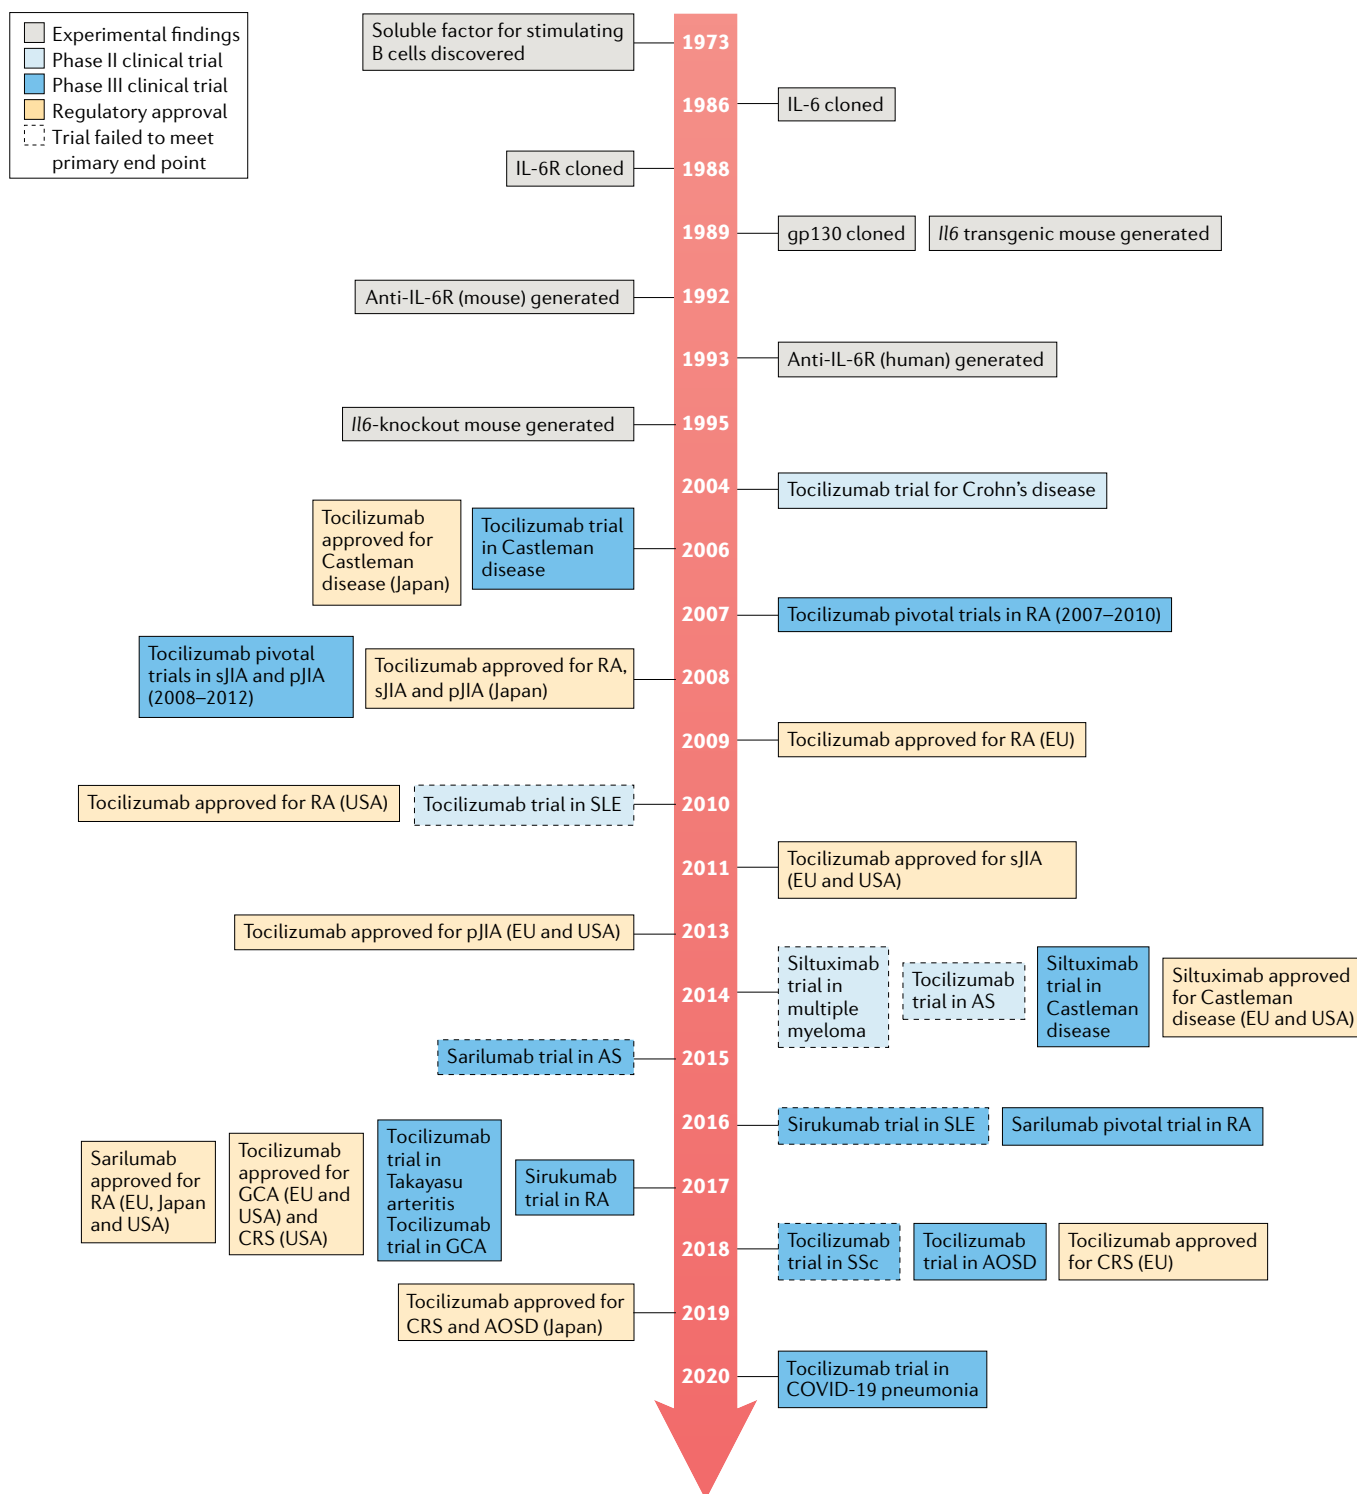 Experimental findings
Phase II clinical trial
Phase III clinical trial
Regulatory approval
Trial failed to meet
primary end point
1973
Soluble factor for stimulating
B cells discovered
1986
IL-6 cloned
1988
IL-6R cloned
1989
gp130 cloned
Il6 transgenic mouse generated
1992
Anti-IL-6R (mouse) generated
1993
Anti-IL-6R (human) generated
1995
Il6-knockout mouse generated
2004
Tocilizumab trial for Crohn’s disease
2006
Tocilizumab
approved for
Castleman
disease (Japan)
Tocilizumab trial
in Castleman
disease
2007
Tocilizumab pivotal trials in RA (2007–2010)
2008
Tocilizumab pivotal
trials in sJIA and pJIA
(2008–2012)
Tocilizumab approved for RA,
sJIA and pJIA (Japan)
2009
Tocilizumab approved for RA (EU)
2010
Tocilizumab approved for RA (USA)
Tocilizumab trial in SLE
2011
Tocilizumab approved for sJIA
(EU and USA)
2013
Tocilizumab approved for pJIA (EU and USA)
2014
Siltuximab
trial in
multiple
myeloma
Tocilizumab
trial in AS
Siltuximab
trial in
Castleman
disease
Siltuximab approved
for Castleman
disease (EU and USA)
2015
Sarilumab trial in AS
2016
Sirukumab trial in SLE
Sarilumab pivotal trial in RA
2017
Sarilumab
approved for
RA (EU, Japan
and USA)
Tocilizumab
approved for
GCA (EU and
USA) and
CRS (USA)
Tocilizumab
trial in
Takayasu
arteritis
Tocilizumab
trial in GCA
Sirukumab
trial in RA
2018
Tocilizumab
trial in SSc
Tocilizumab
trial in AOSD
Tocilizumab approved
for CRS (EU)
2019
Tocilizumab approved for
CRS and AOSD (Japan)
2020
Tocilizumab trial in
COVID-19 pneumonia